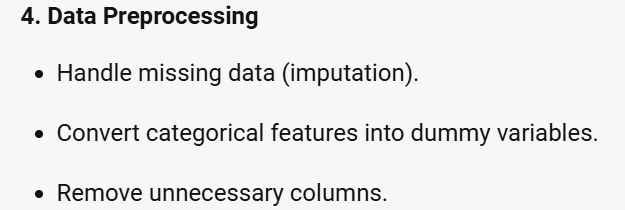 4. Data Preprocessing
• Handle missing data (imputation).
• Convert categorical features into dummy variables.
• Remove unnecessary columns.